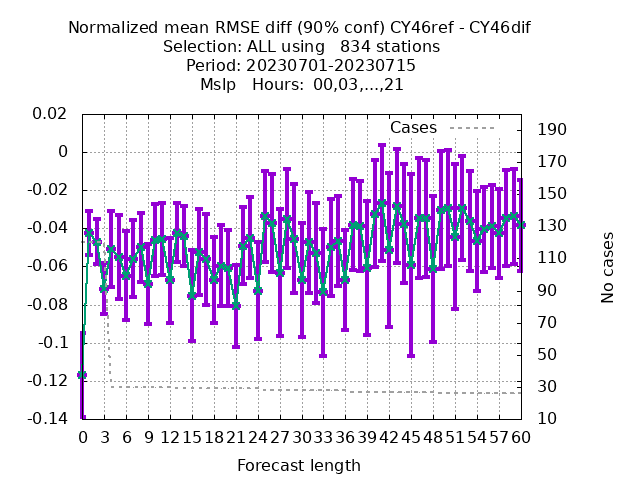 Normalized mean RMSE diff (90% conf) CY46ref - CY46dif
Selection: ALL using   834 stations
Period: 20230701-20230715
Mslp   Hours:  00,03,...,21
Cases
0.02
0
-0.02
-0.04
-0.06
-0.08
-0.1
-0.12
-0.14
190
170
150
130
110
90
70
50
30
10
No cases
0 3 6 9 12 15 18 21 24 27 30 33 36 39 42 45 48 51 54 57 60
Forecast length